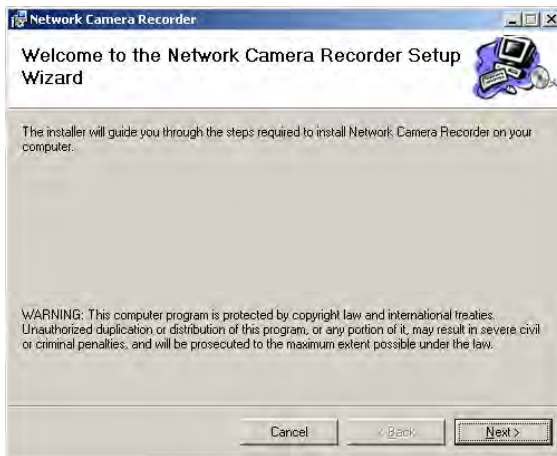 Network Camera Recorder
Welcome to the Network Camera Recorder Setup
Wizard
The installer will guide you through the steps required to install Network Camera Recorder on your
computer.
WARNING: This computer program is protected by copyright law and international treaties.
Unauthorized duplication or distribution of this program, or any portion of it, may result in severe civil
or criminal penalties, and will be prosecuted to the maximum extent possible under the law.
Cancel
< Back
Next >